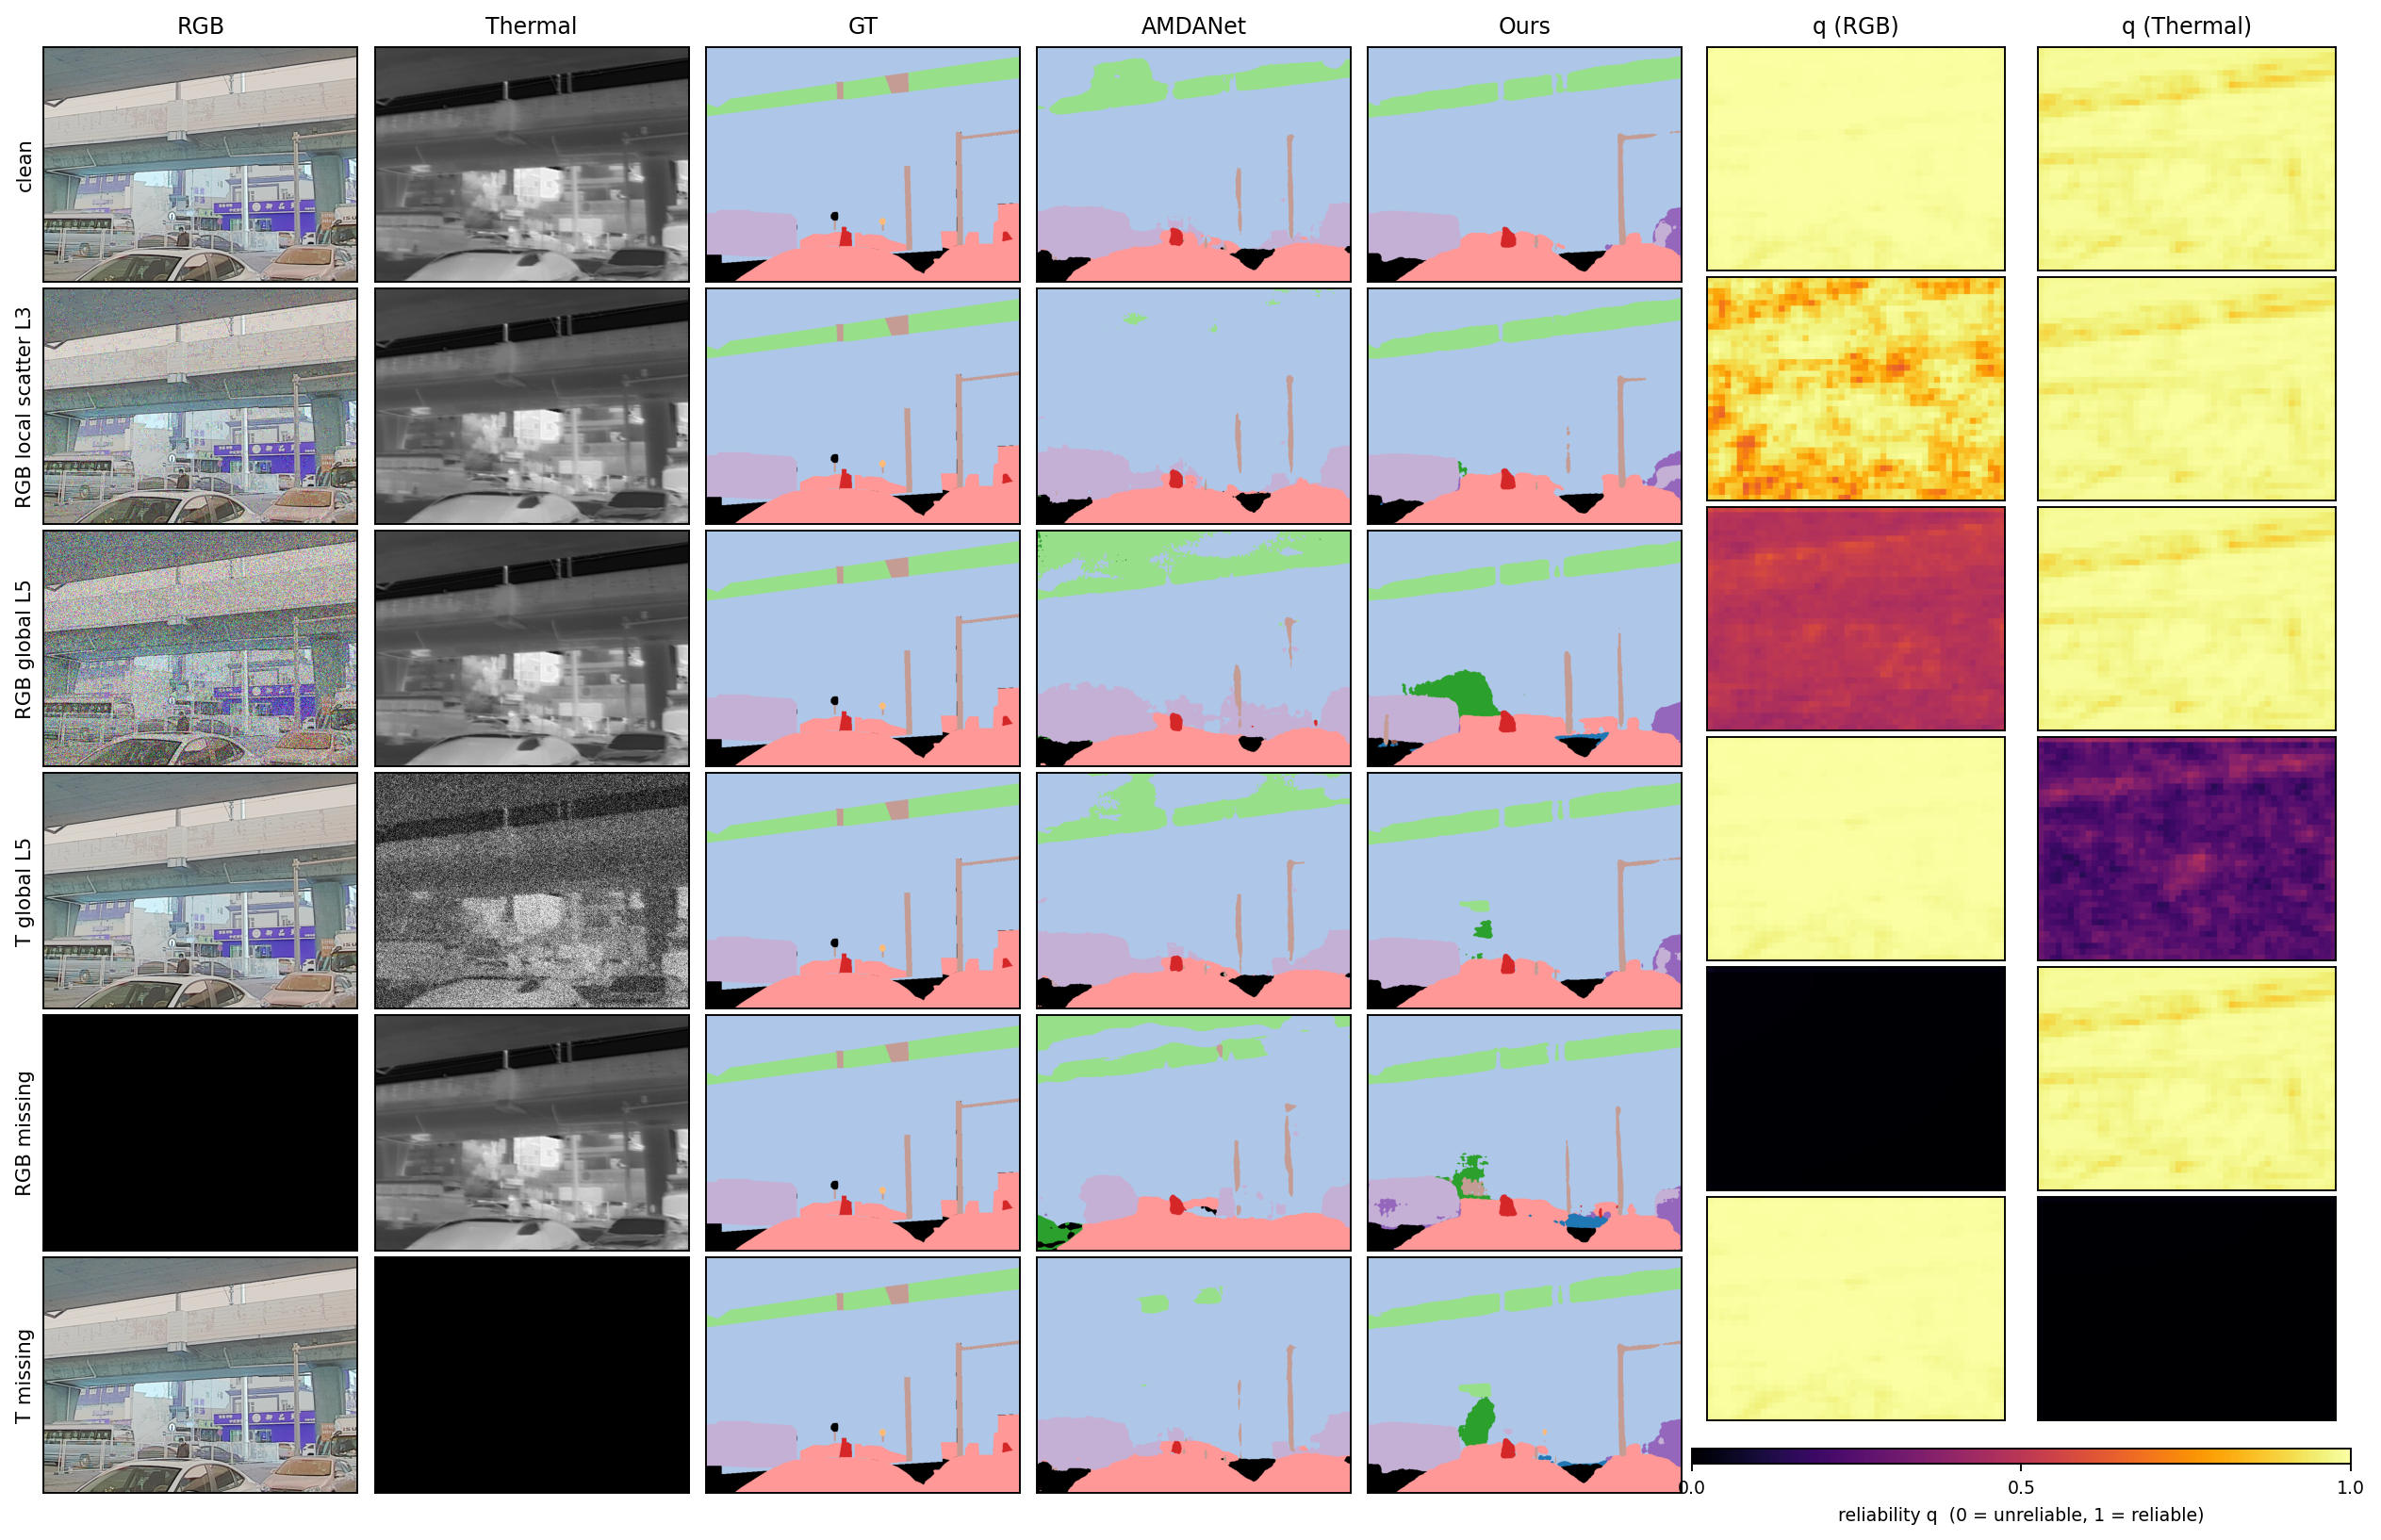 RGB Thermal GT AMDANet Ours q (RGB) q (Thermal)
clean
RGB local scatter L3
RGB global L5
T global L5
RGB missing
T missing
0.0 0.5 1.0
reliability q (0 = unreliable, 1 = reliable)